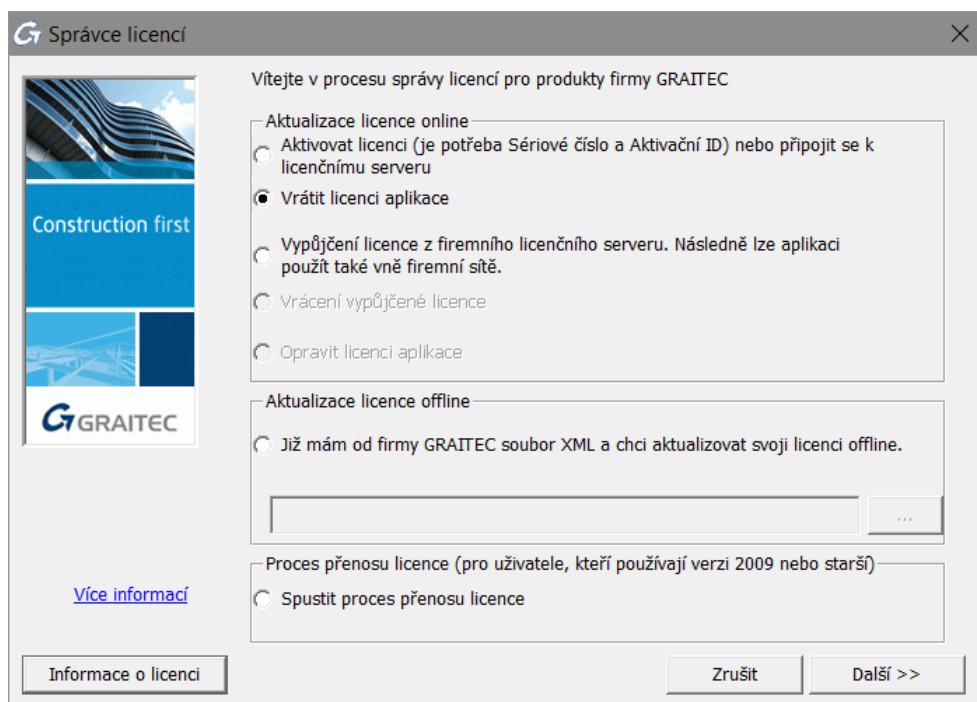 Správce licencí
Vítejte v procesu správy licencí pro produkty firmy GRAITEC
Aktualizace licence online
Aktivovat licenci (je potřeba Sériové číslo a Aktivační ID) nebo připojit se k
licenčnímu serveru
Vrátit licenci aplikace
Construction first
Vypůjčení licence z firemního licenčního serveru. Následně lze aplikaci
použít také vně firemní sítě.
Vrácení vypůjčené licence
Opravit licenci aplikace
GRAITEC
Aktualizace licence offline
Již mám od firmy GRAITEC soubor XML a chci aktualizovat svoji licenci offline.
...
Proces přenosu licence (pro uživatele, kteří používají verzi 2009 nebo starší)
Spustit proces přenosu licence
Více informací
Informace o licenci
Zrušit
Další >>